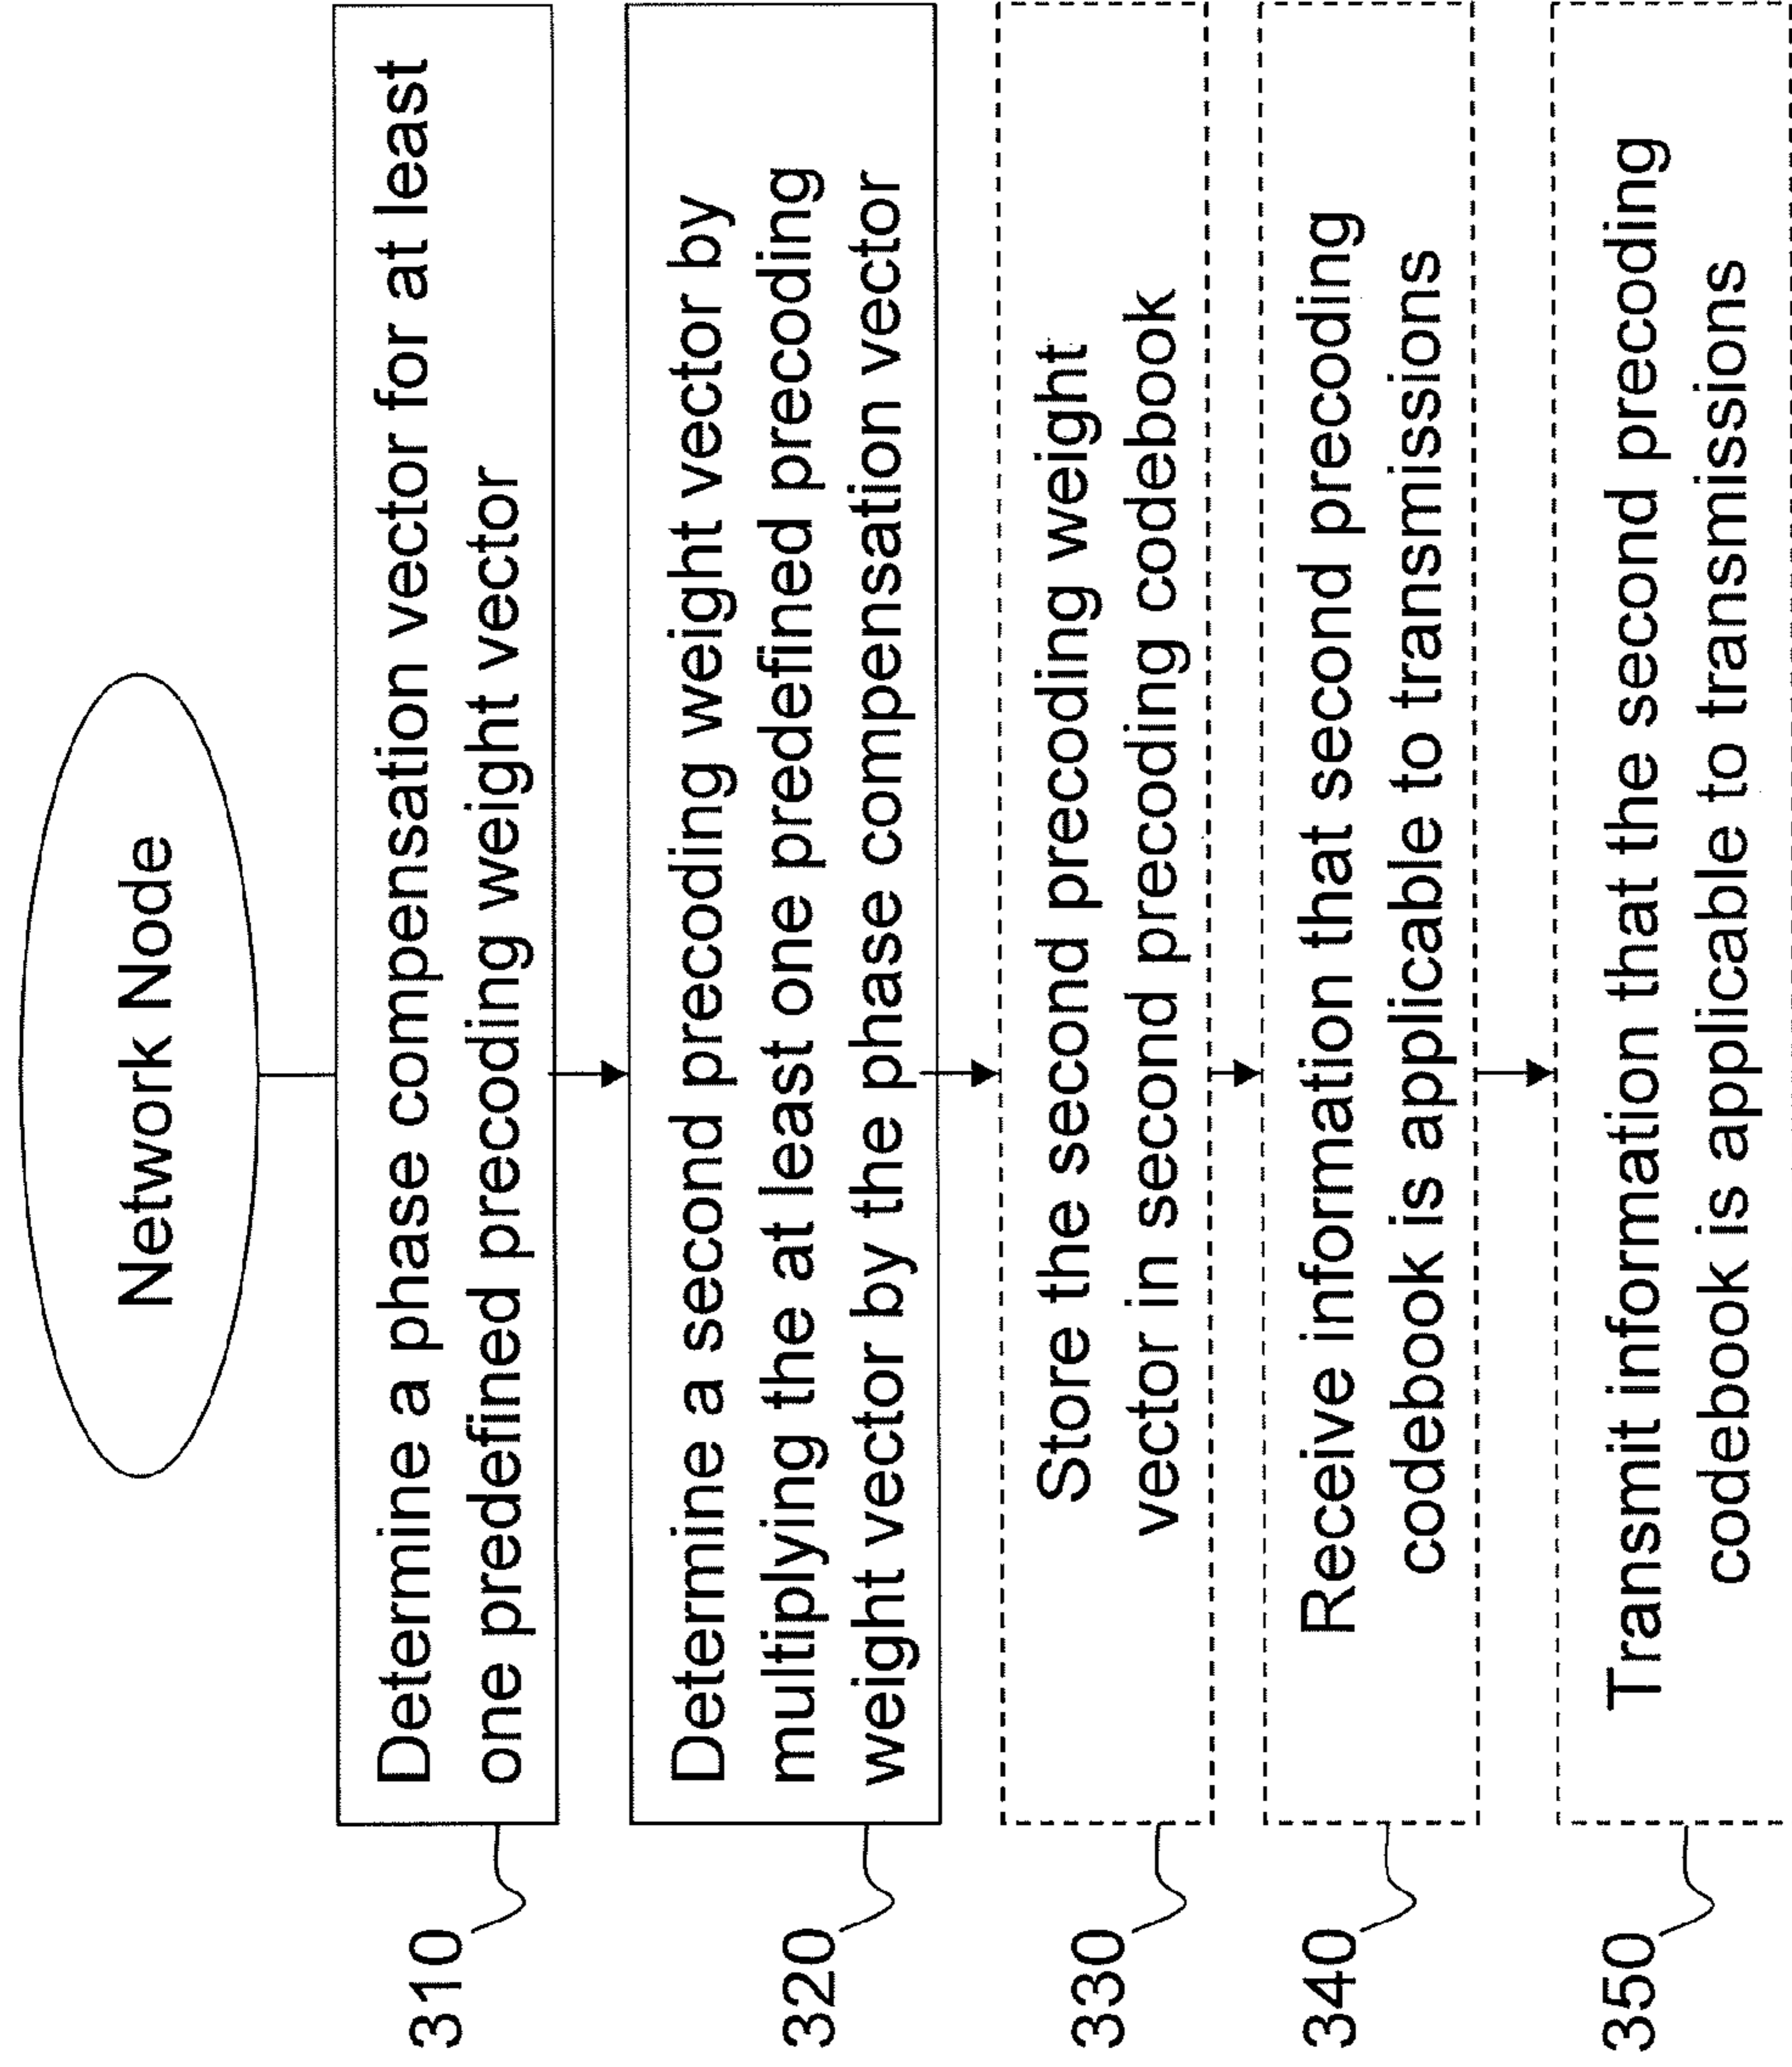 Network Node
310
Determine a phase compensation vector for at least
one predefined precoding weight vector
320
Determine a second precoding weight vector by
multiplying the at least one predefined precoding
weight vector by the phase compensation vector
330
Store the second precoding weight
vector in second precoding codebook
340
Receive information that second precoding
codebook is applicable to transmissions
350
Transmit information that the second precoding
codebook is applicable to transmissions